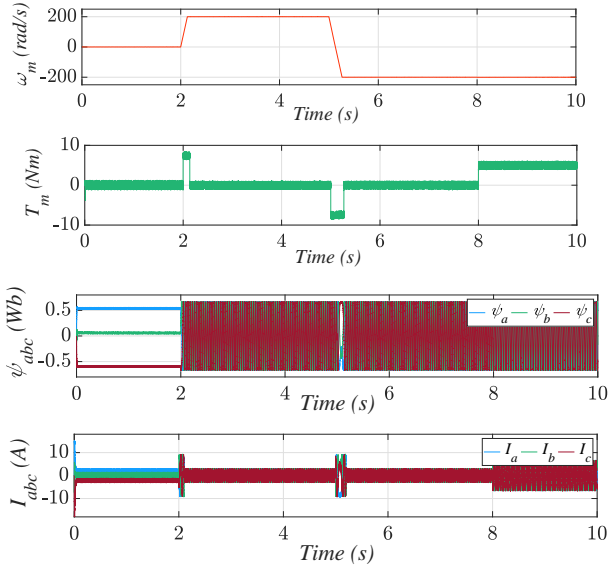 ω_m (rad/s)
200
0
-200
0 2 4 6 8 10
Time (s)
T_m (Nm)
10
0
-10
0 2 4 6 8 10
Time (s)
ψ_abc (Wb)
0.5
0
-0.5
ψ_a ψ_b ψ_c
0 2 4 6 8 10
Time (s)
I_abc (A)
10
0
-10
I_a I_b I_c
0 2 4 6 8 10
Time (s)